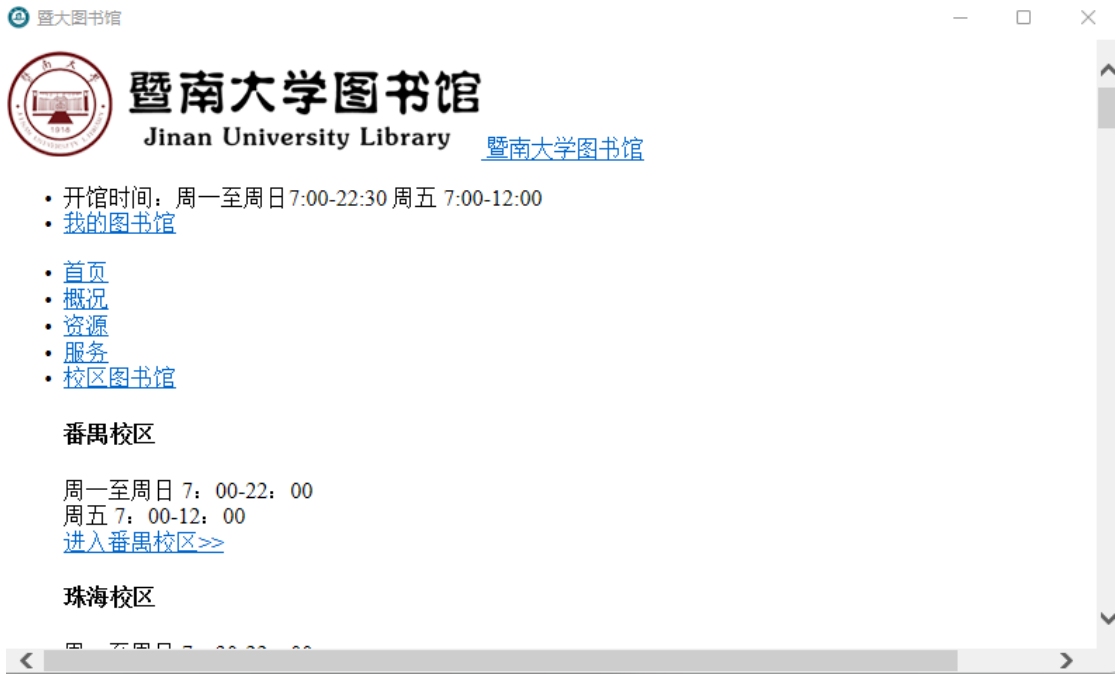 暨大图书馆
暨南大学图书馆
Jinan University Library
暨南大学图书馆
开馆时间：周一至周日7:00-22:30 周五 7:00-12:00
我的图书馆
首页
概况
资源
服务
校区图书馆
番禺校区
周一至周日 7：00-22：00
周五 7：00-12：00
进入番禺校区>>
珠海校区